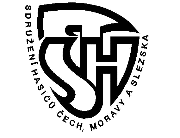 SDRUŽENÍ HASIČŮ ČECH, MORAVY A SLEZSKA
SH